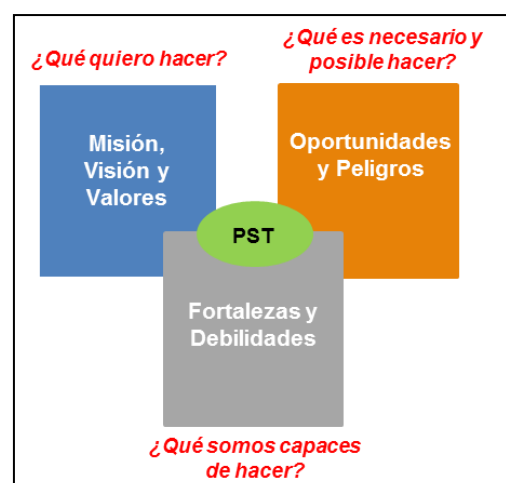 ¿Qué quiero hacer?
¿Qué es necesario y
posible hacer?
Misión,
Visión y
Valores
Oportunidades
y Peligros
PST
Fortalezas y
Debilidades
¿Qué somos capaces
de hacer?